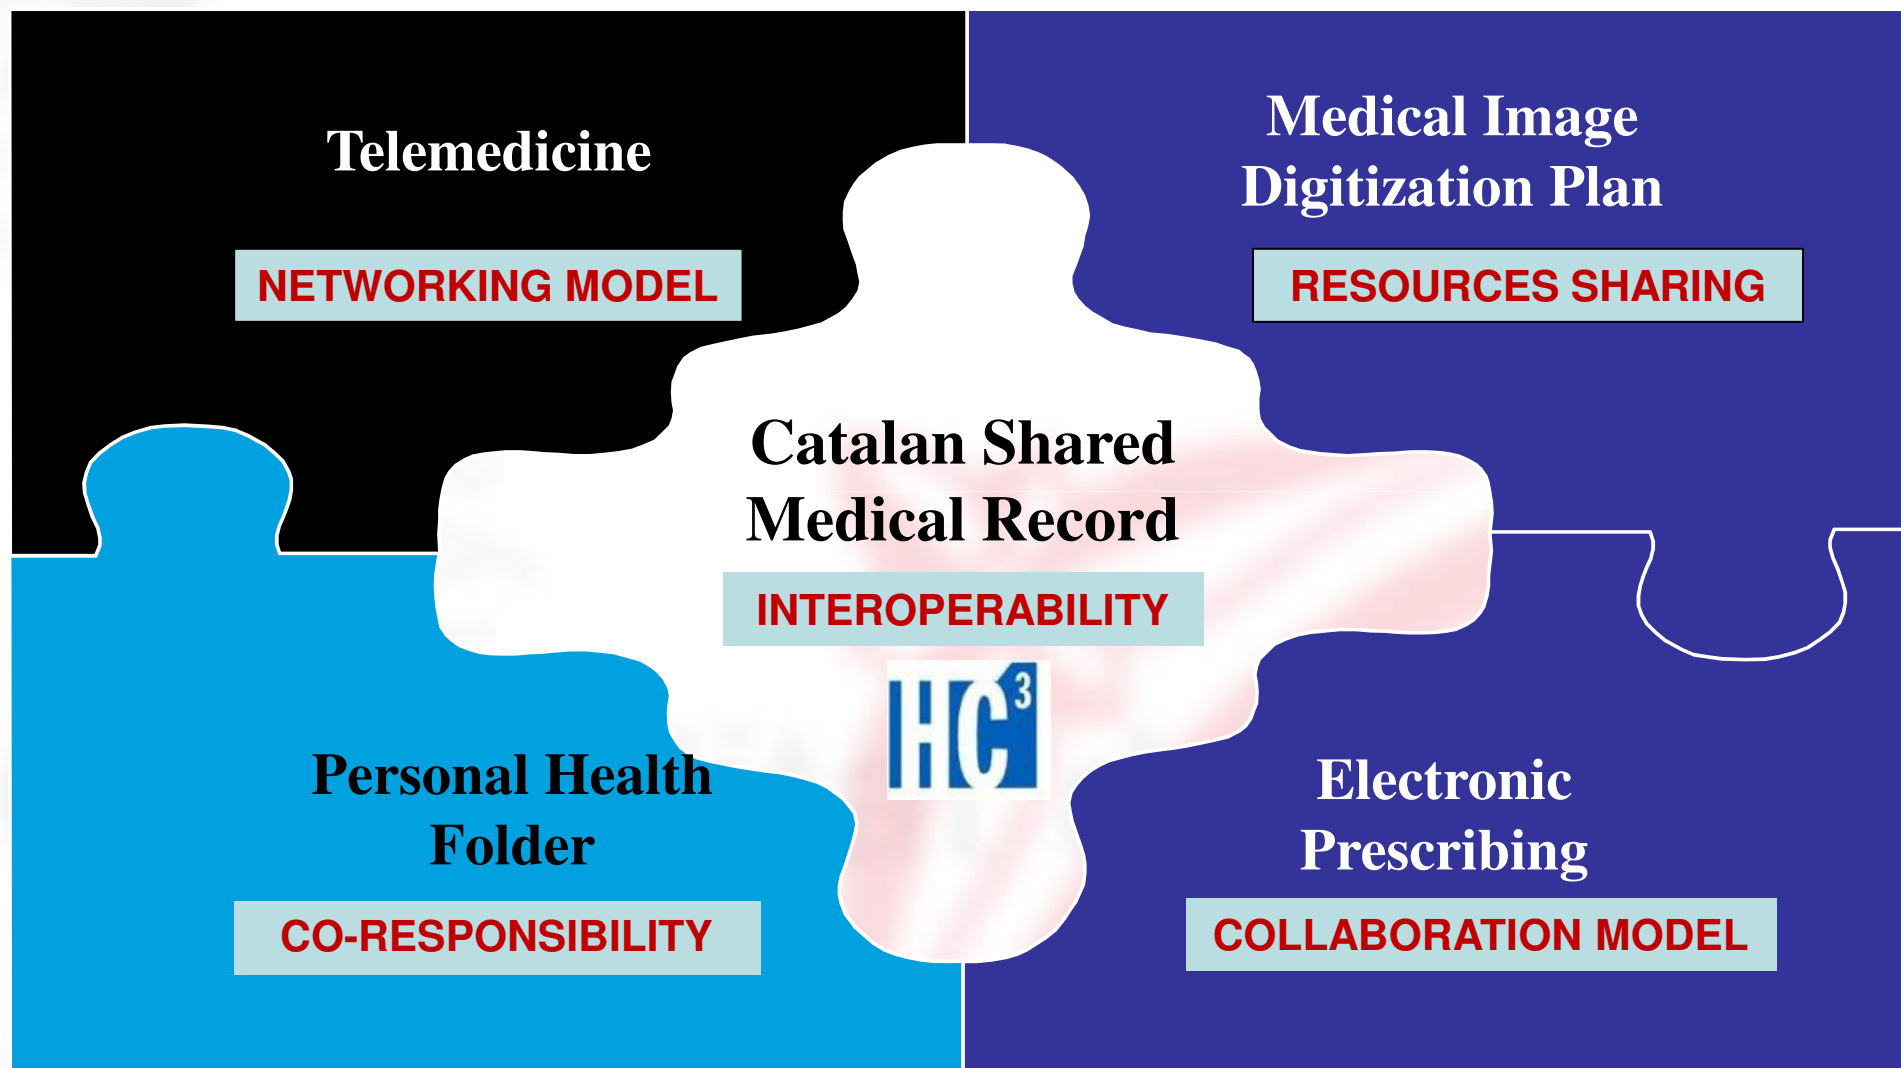 Telemedicine
NETWORKING MODEL
Medical Image
Digitization Plan
RESOURCES SHARING
Catalan Shared
Medical Record
INTEROPERABILITY
HC3
Personal Health
Folder
CO-RESPONSIBILITY
Electronic
Prescribing
COLLABORATION MODEL